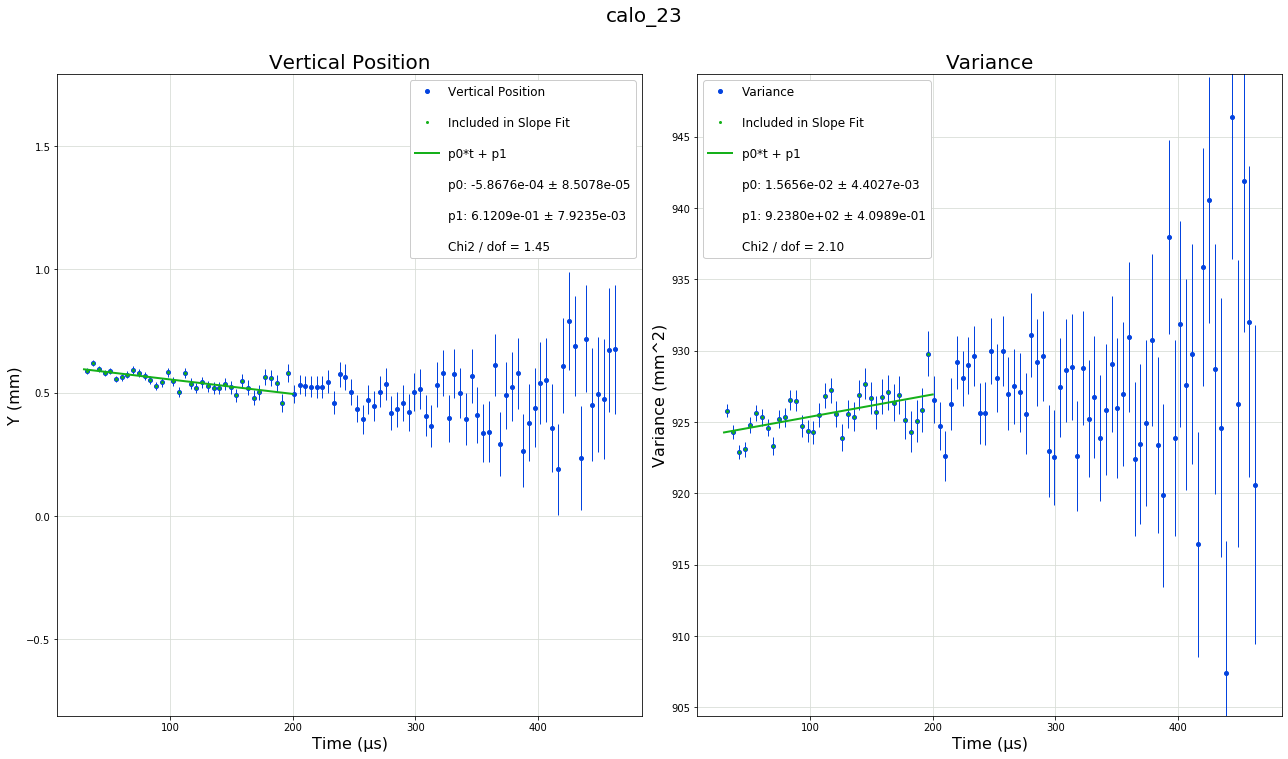 calo_23
Vertical Position
Vertical Position
Included in Slope Fit
p0*t + p1
p0: -5.8676e-04 ± 8.5078e-05
p1: 6.1209e-01 ± 7.9235e-03
Chi2 / dof = 1.45
Y (mm)
1.5
1.0
0.5
0.0
−0.5
100
200
300
400
Time (μs)
Variance
Variance
Included in Slope Fit
p0*t + p1
p0: 1.5656e-02 ± 4.4027e-03
p1: 9.2380e+02 ± 4.0989e-01
Chi2 / dof = 2.10
Variance (mm^2)
945
940
935
930
925
920
915
910
905
100
200
300
400
Time (μs)